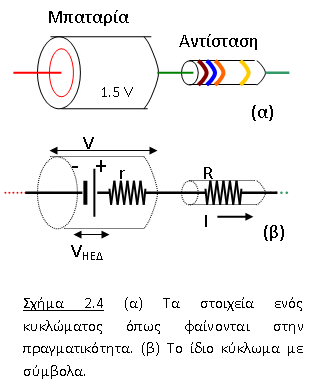 Μπαταρία
Αντίσταση
1.5 V
(α)
V
- + r R
I
V_ΗΕΔ
(β)
Σχήμα 2.4 (α) Τα στοιχεία ενός
κυκλώματος όπως φαίνονται στην
πραγματικότητα. (β) Το ίδιο κύκλωμα με
σύμβολα.